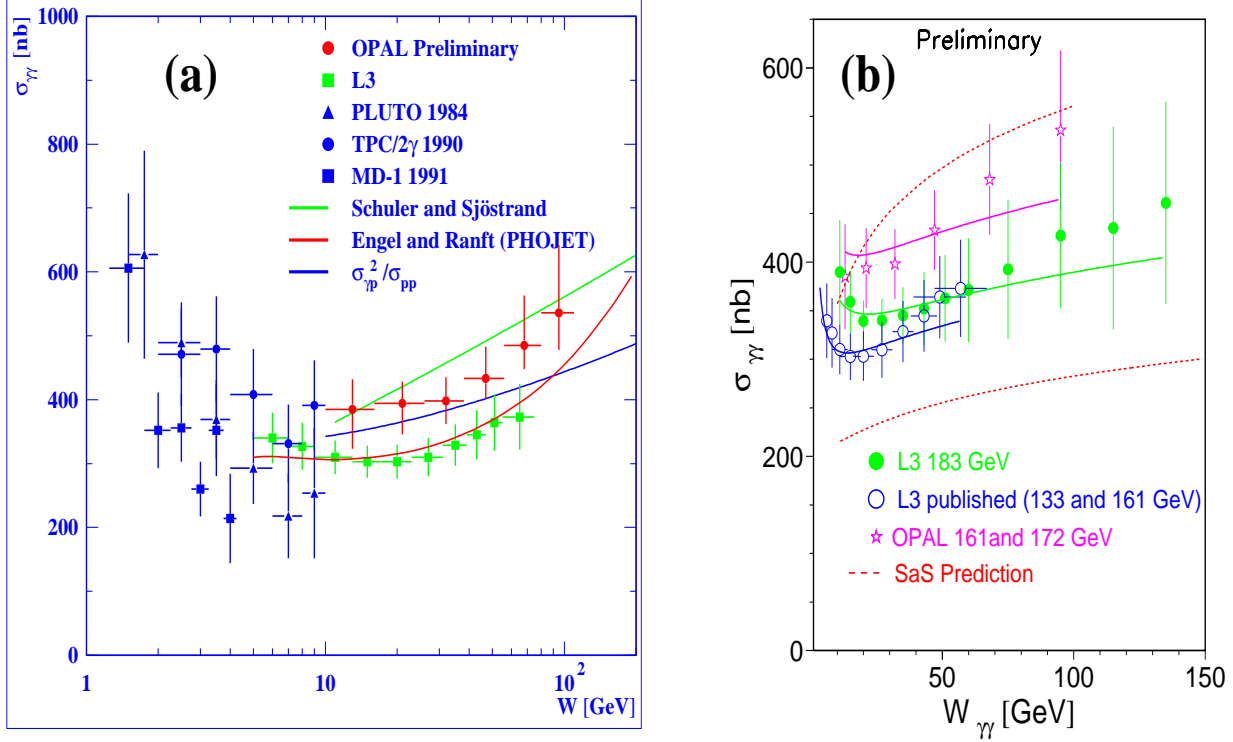 (a)
σγγ [nb]
1000
800
600
400
200
0
1
10
10²
W [GeV]
OPAL Preliminary
L3
PLUTO 1984
TPC/2γ 1990
MD-1 1991
Schuler and Sjöstrand
Engel and Ranft (PHOJET)
σγp²/σpp
(b)
Preliminary
σγγ [nb]
600
400
200
0
50
100
150
Wγγ [GeV]
L3 183 GeV
L3 published (133 and 161 GeV)
OPAL 161and 172 GeV
SaS Prediction